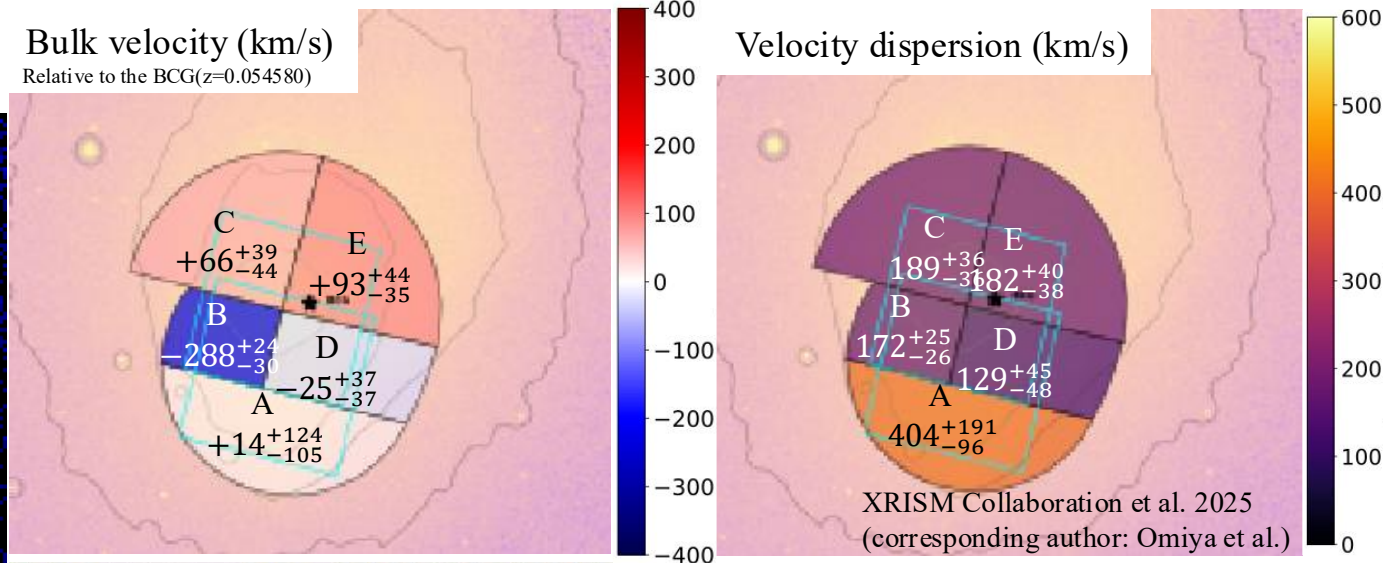 Bulk velocity (km/s)
Relative to the BCG(z=0.054580)
C
+66+39−44
E
+93+44−35
B
−288+24−30
D
−25+37−37
A
+14+124−105
400
300
200
100
0
−100
−200
−300
−400
Velocity dispersion (km/s)
C
E
182+40−38
B
172+25−26
D
129+45−48
A
404+191−96
XRISM Collaboration et al. 2025
(corresponding author: Omiya et al.)
600
500
400
300
200
100
0